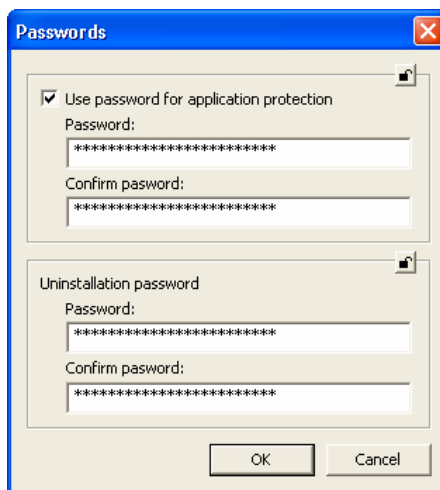 Passwords
Use password for application protection
Password:
************************
Confirm pasword:
************************
Uninstallation password
Password:
************************
Confirm pasword:
************************
OK Cancel